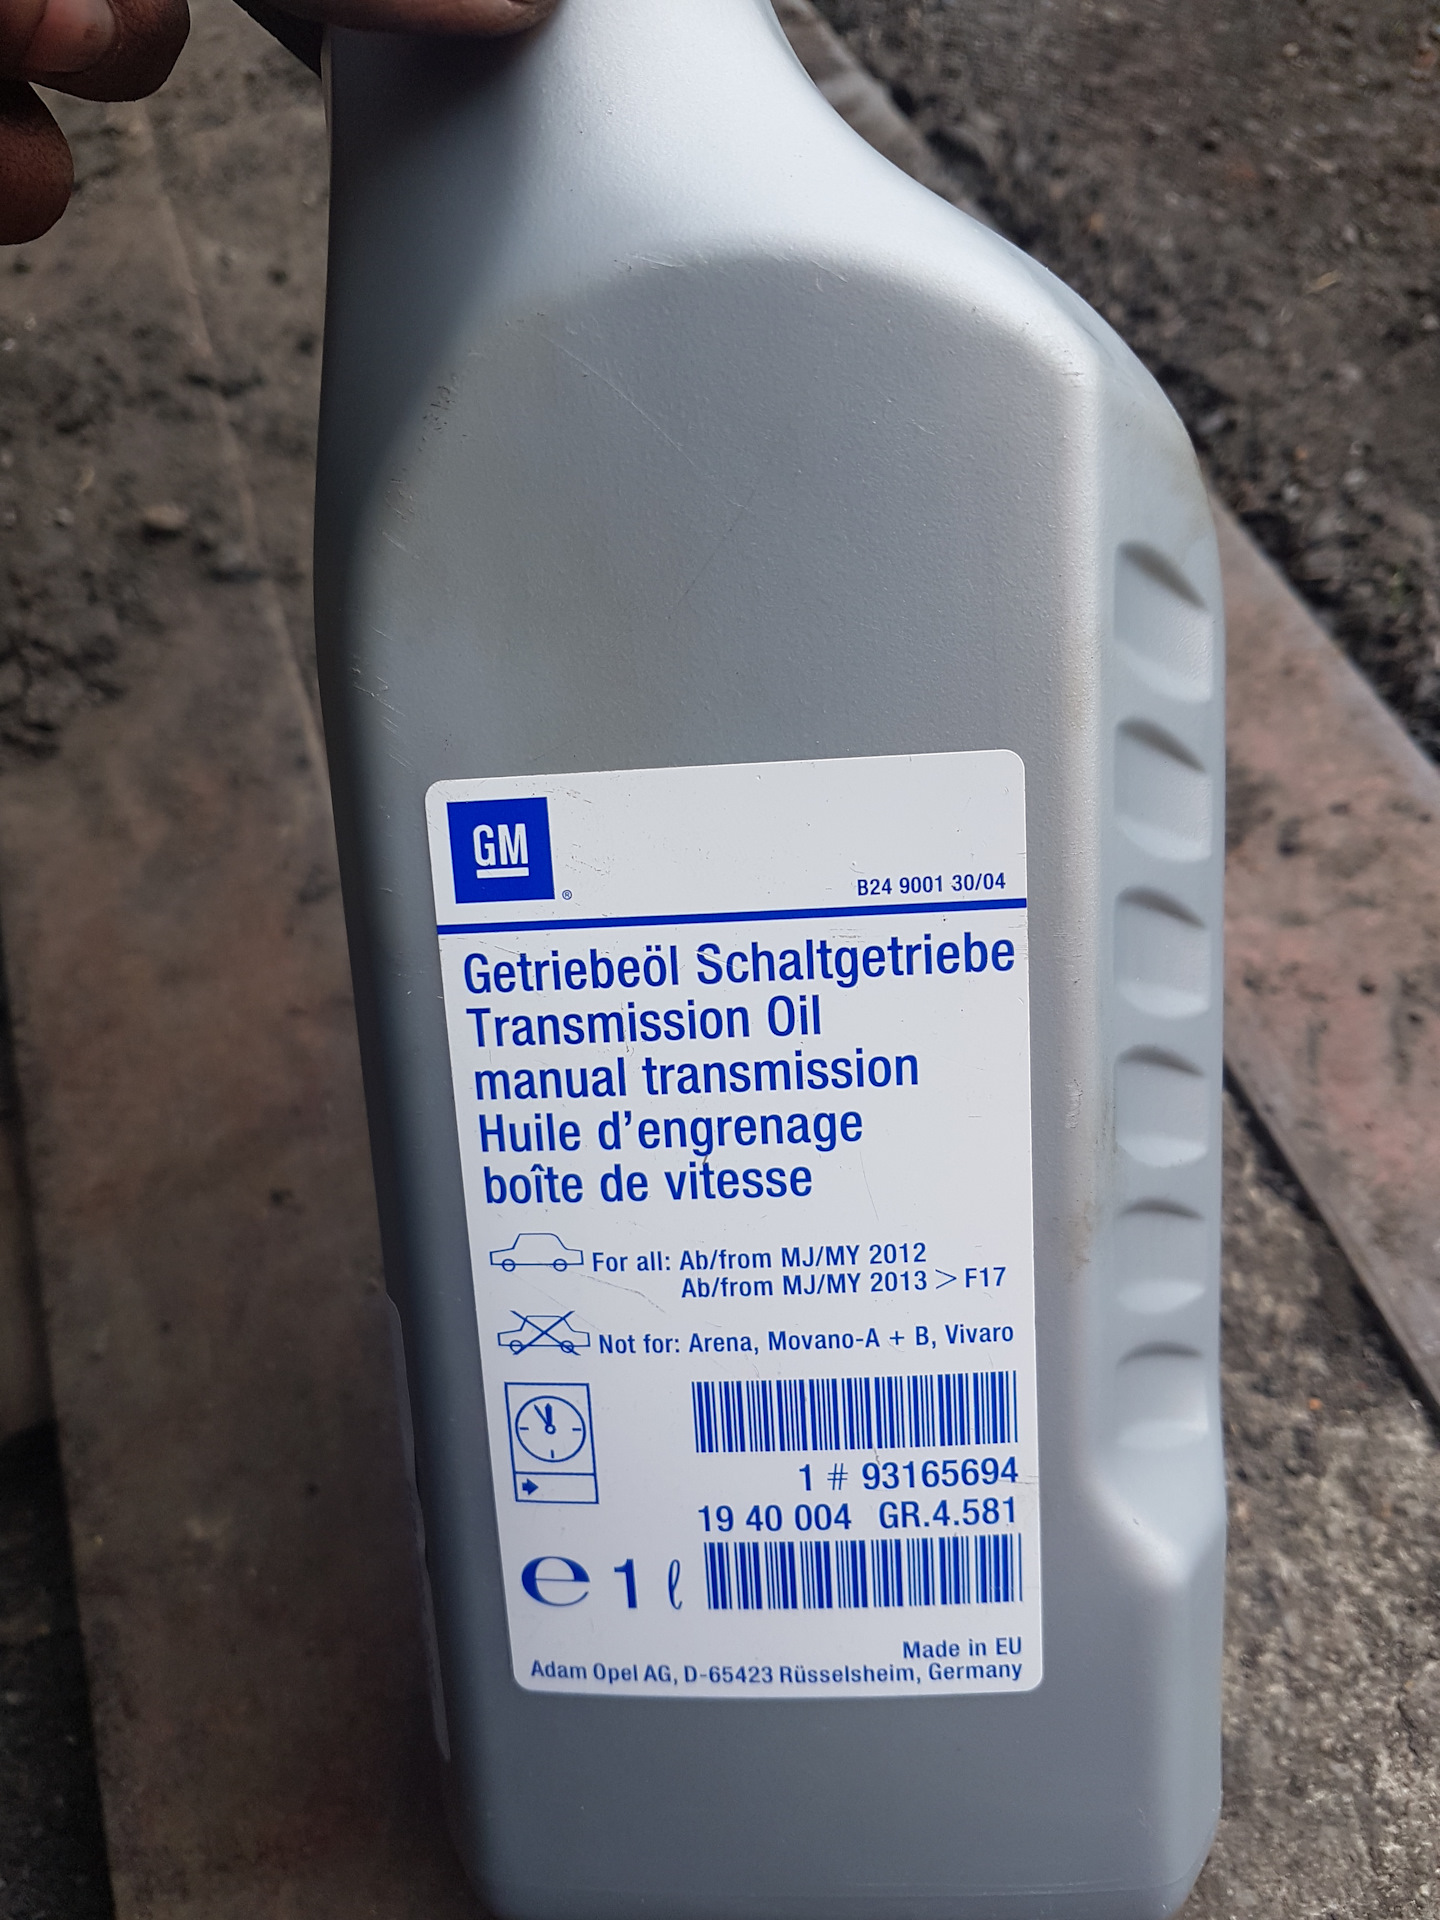 GM
®
B24 9001 30/04
Getriebeöl Schaltgetriebe
Transmission Oil
manual transmission
Huile d'engrenage
boîte de vitesse
For all: Ab/from MJ/MY 2012
Ab/from MJ/MY 2013 > F17
Not for: Arena, Movano-A + B, Vivaro
1 # 93165694
19 40 004 GR.4.581
e 1 ℓ
Made in EU
Adam Opel AG, D-65423 Rüsselsheim, Germany